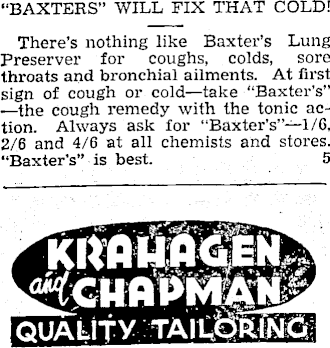 "BAXTERS" WILL FIX THAT COLD!
There's nothing like Baxter's Lung
Preserver for coughs, colds, sore
throats and bronchial ailments. At first
sign of cough or cold—take "Baxter's"
—the cough remedy with the tonic ac-
tion. Always ask for "Baxter's"—1/6,
2/6 and 4/6 at all chemists and stores.
"Baxter's" is best. 5
KRAHAGEN
and CHAPMAN
QUALITY TAILORING